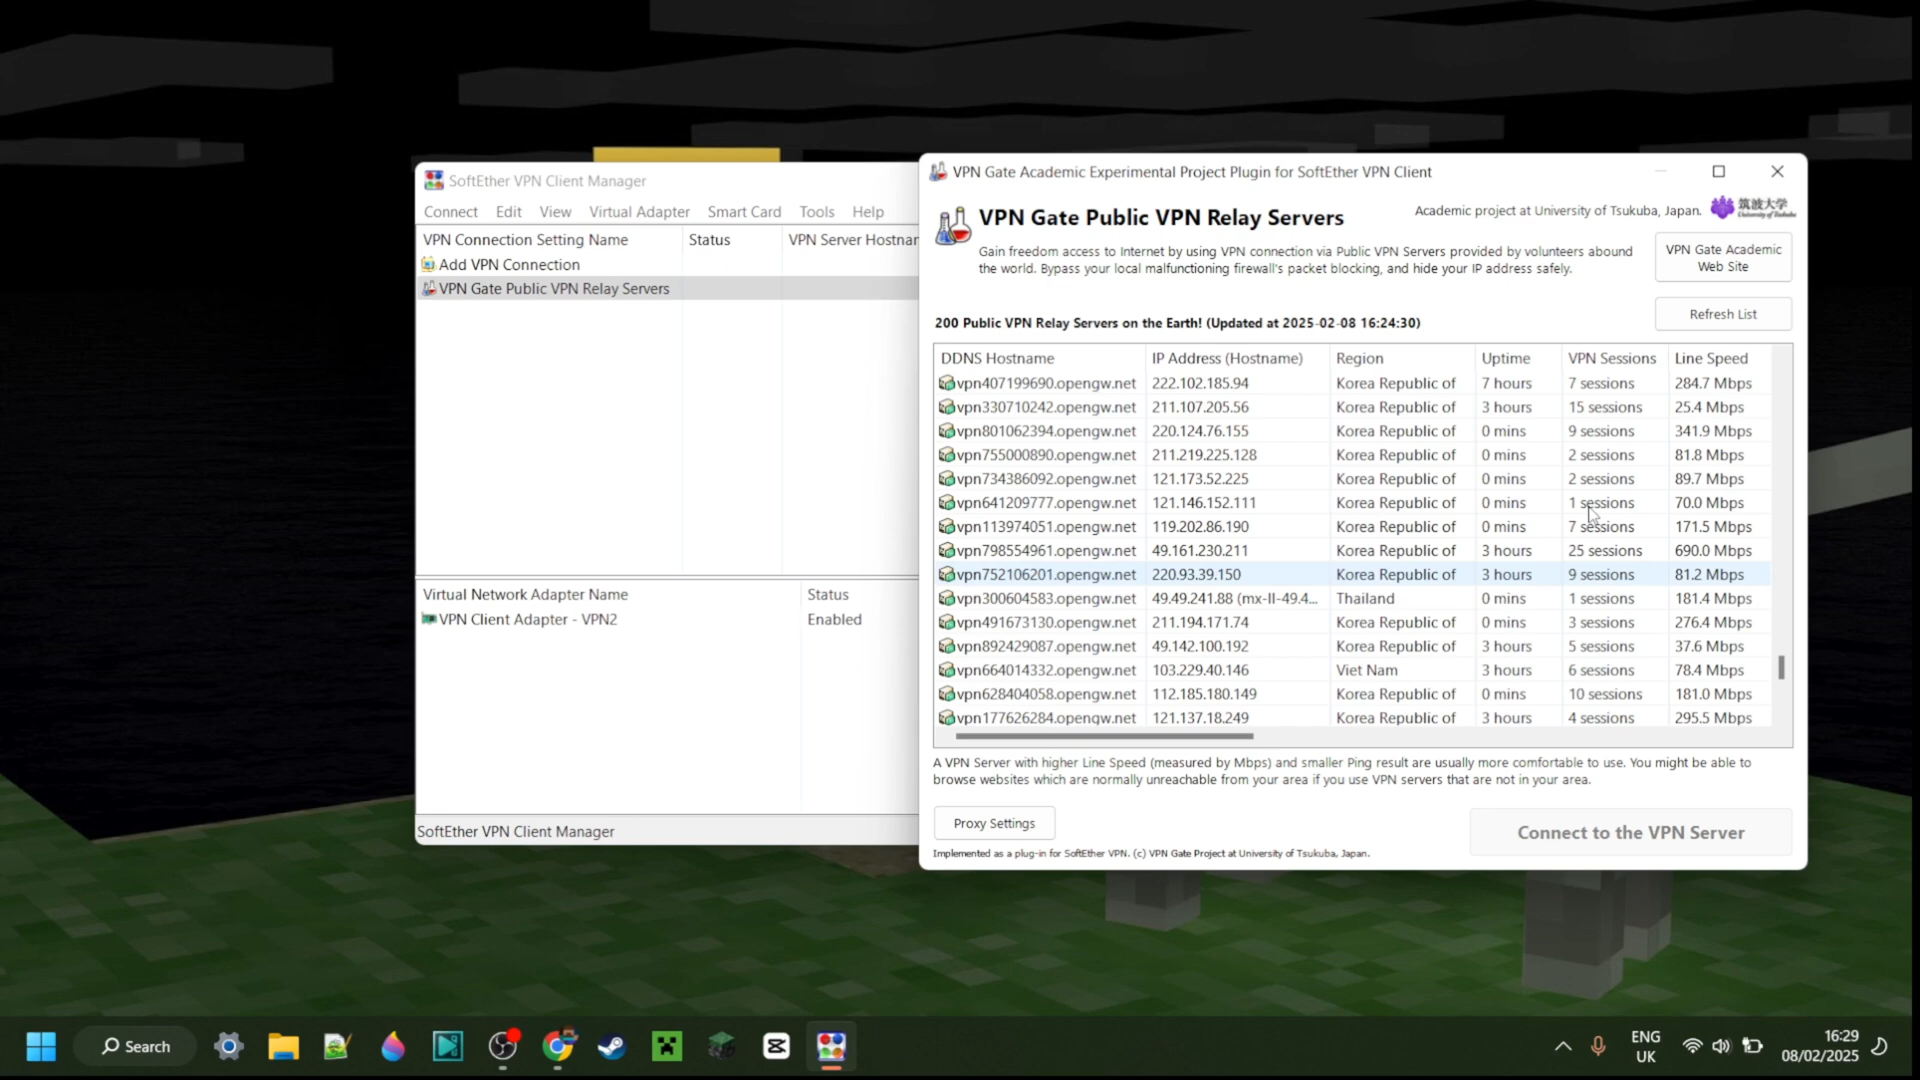 SoftEther VPN Client Manager
Connect Edit View Virtual Adapter Smart Card Tools Help
VPN Connection Setting Name Status VPN Server Hostnar
Add VPN Connection
VPN Gate Public VPN Relay Servers
Virtual Network Adapter Name Status
VPN Client Adapter - VPN2 Enabled
SoftEther VPN Client Manager
VPN Gate Academic Experimental Project Plugin for SoftEther VPN Client
VPN Gate Public VPN Relay Servers
Academic project at University of Tsukuba, Japan.
筑波大学
University of Tsukuba
Gain freedom access to Internet by using VPN connection via Public VPN Servers provided by volunteers abound
the world. Bypass your local malfunctioning firewall's packet blocking, and hide your IP address safely.
VPN Gate Academic
Web Site
Refresh List
200 Public VPN Relay Servers on the Earth! (Updated at 2025-02-08 16:24:30)
DDNS Hostname IP Address (Hostname) Region Uptime VPN Sessions Line Speed
vpn407199690.opengw.net 222.102.185.94 Korea Republic of 7 hours 7 sessions 284.7 Mbps
vpn330710242.opengw.net 211.107.205.56 Korea Republic of 3 hours 15 sessions 25.4 Mbps
vpn801062394.opengw.net 220.124.76.155 Korea Republic of 0 mins 9 sessions 341.9 Mbps
vpn755000890.opengw.net 211.219.225.128 Korea Republic of 0 mins 2 sessions 81.8 Mbps
vpn734386092.opengw.net 121.173.52.225 Korea Republic of 0 mins 2 sessions 89.7 Mbps
vpn641209777.opengw.net 121.146.152.111 Korea Republic of 0 mins 1 sessions 70.0 Mbps
vpn113974051.opengw.net 119.202.86.190 Korea Republic of 0 mins 7 sessions 171.5 Mbps
vpn798554961.opengw.net 49.161.230.211 Korea Republic of 3 hours 25 sessions 690.0 Mbps
vpn752106201.opengw.net 220.93.39.150 Korea Republic of 3 hours 9 sessions 81.2 Mbps
vpn300604583.opengw.net 49.49.241.88 (mx-ll-49.4... Thailand 0 mins 1 sessions 181.4 Mbps
vpn491673130.opengw.net 211.194.171.74 Korea Republic of 0 mins 3 sessions 276.4 Mbps
vpn892429087.opengw.net 49.142.100.192 Korea Republic of 3 hours 5 sessions 37.6 Mbps
vpn664014332.opengw.net 103.229.40.146 Viet Nam 3 hours 6 sessions 78.4 Mbps
vpn628404058.opengw.net 112.185.180.149 Korea Republic of 0 mins 10 sessions 181.0 Mbps
vpn177626284.opengw.net 121.137.18.249 Korea Republic of 3 hours 4 sessions 295.5 Mbps
A VPN Server with higher Line Speed (measured by Mbps) and smaller Ping result are usually more comfortable to use. You might be able to
browse websites which are normally unreachable from your area if you use VPN servers that are not in your area.
Proxy Settings
Connect to the VPN Server
Implemented as a plug-in for SoftEther VPN. (c) VPN Gate Project at University of Tsukuba, Japan.
Search
ENG
UK
16:29
08/02/2025